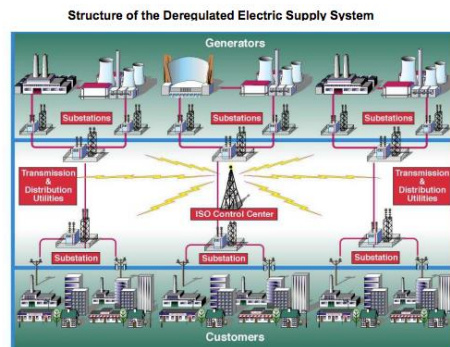 Structure of the Deregulated Electric Supply System
Generators
Substations
Substations
Substations
Transmission
&
Distribution
Utilities
ISO Control Center
Transmission
&
Distribution
Utilities
Substation
Substation
Substation
Customers